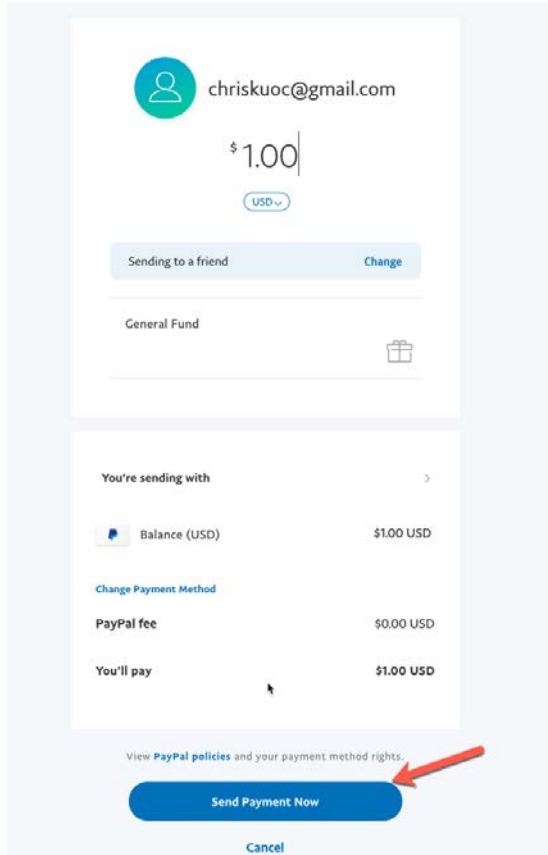 chriskuoc@gmail.com
$1.00
USD
Sending to a friend Change
General Fund
You're sending with
Balance (USD) $1.00 USD
Change Payment Method
PayPal fee $0.00 USD
You'll pay $1.00 USD
View PayPal policies and your payment method rights.
Send Payment Now
Cancel